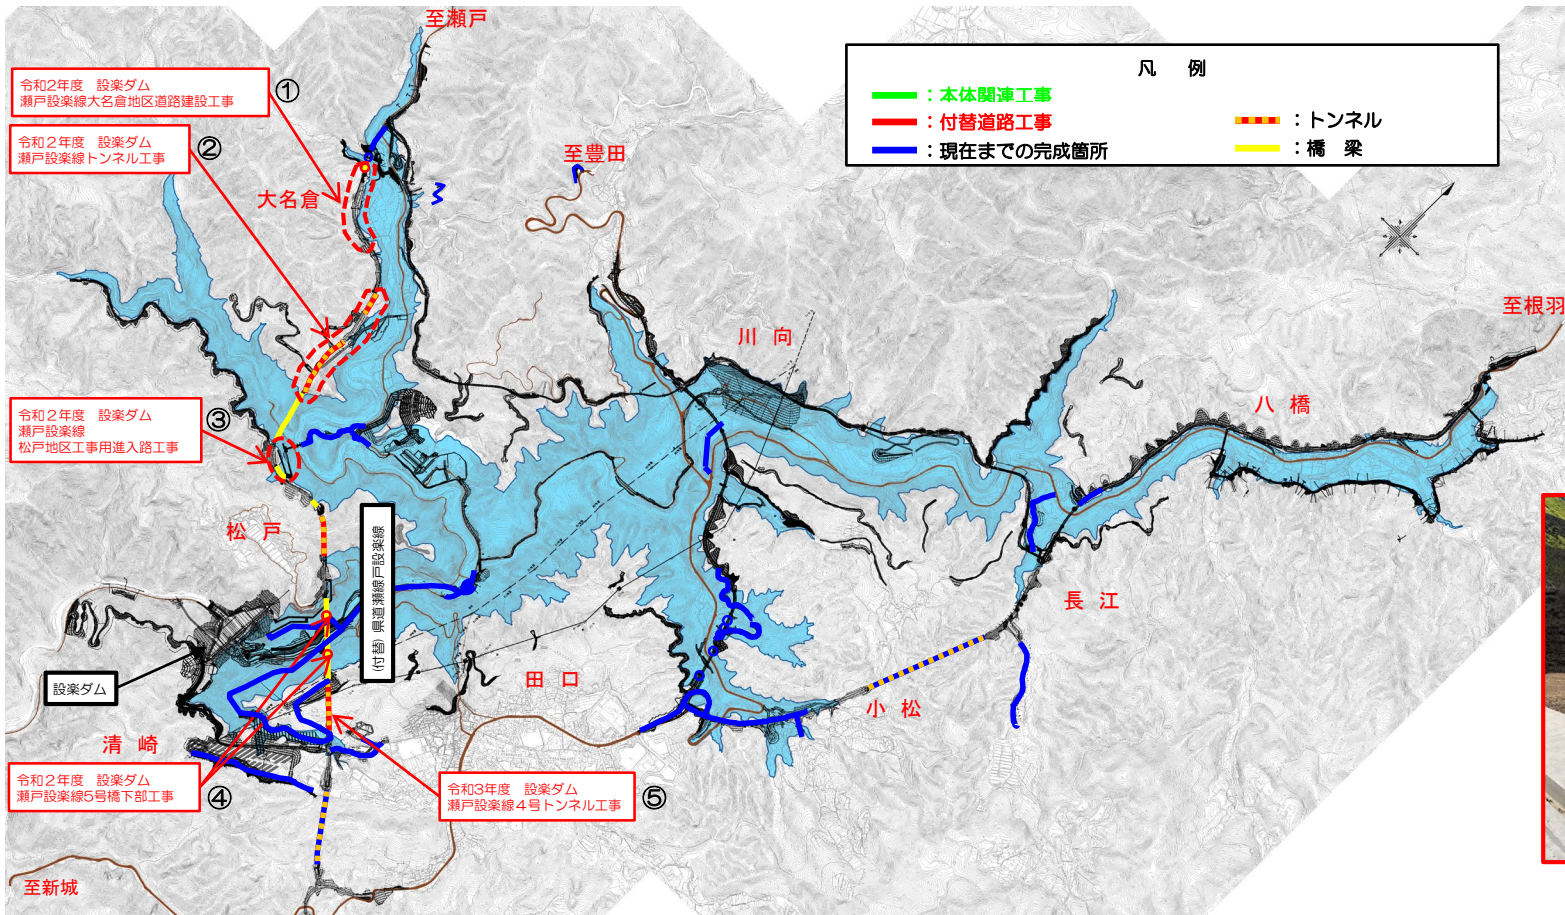 至瀬戸
令和2年度　設楽ダム
瀬戸設楽線大名倉地区道路建設工事
①
令和２年度　設楽ダム
瀬戸設楽線トンネル工事
②
凡　例
：本体関連工事
：付替道路工事
：トンネル
：現在までの完成箇所
：橋　梁
至豊田
大名倉
至根羽
川　向
八　橋
令和２年度　設楽ダム
瀬戸設楽線
松戸地区工事用進入路工事
③
松　戸
(付替)　県道瀬線戸設楽線
長　江
設楽ダム
田　口
小　松
清　崎
令和２年度　設楽ダム
瀬戸設楽線5号橋下部工事
④
令和3年度　設楽ダム
瀬戸設楽線４号トンネル工事
⑤
至新城